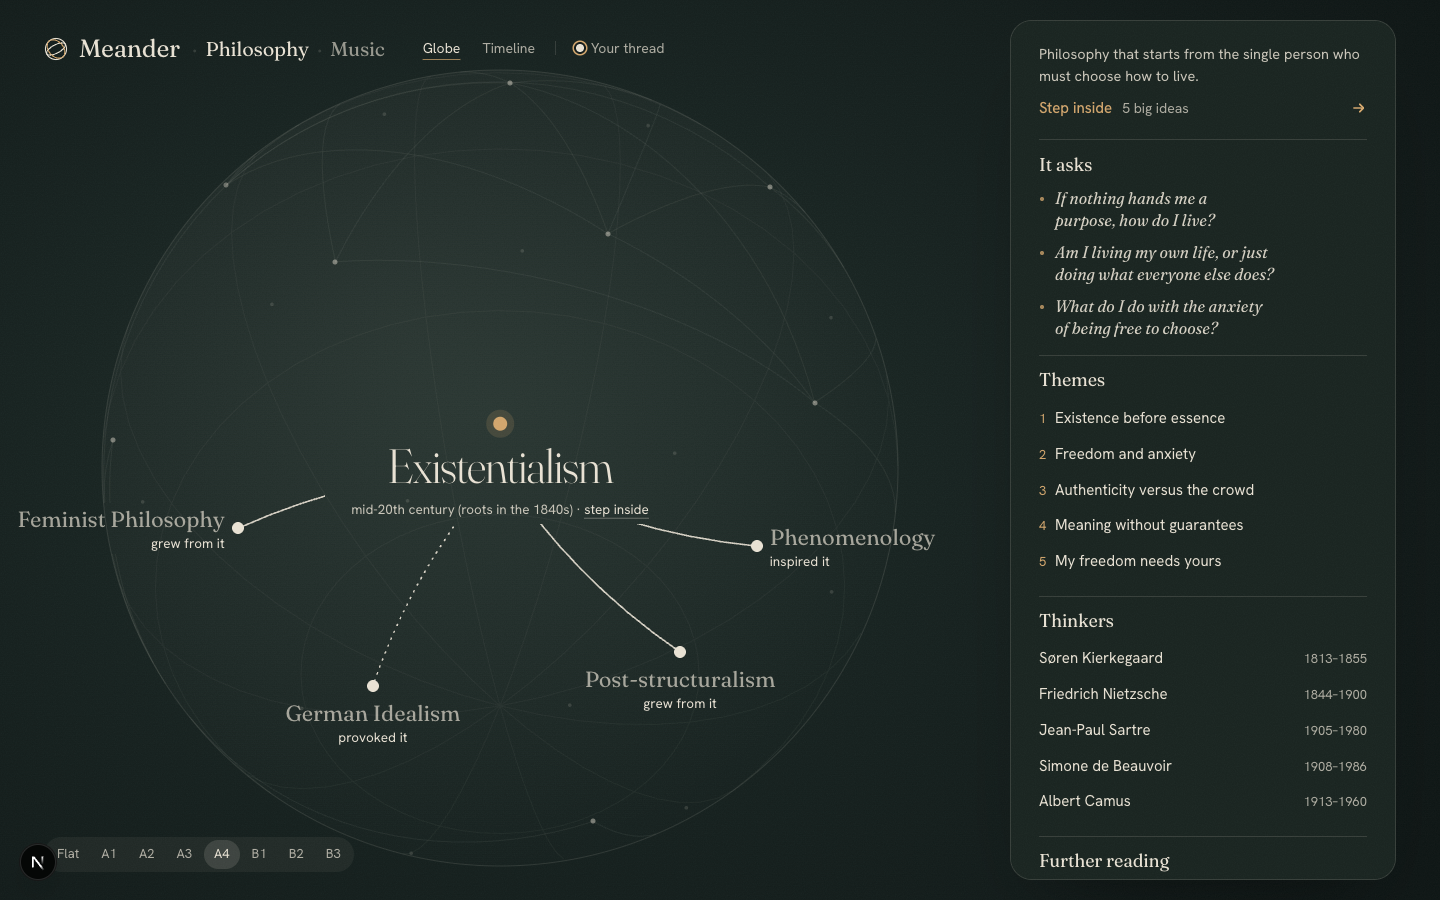 Meander · Philosophy · Music
Globe Timeline Your thread
Existentialism
mid-20th century (roots in the 1840s) · step inside
Feminist Philosophy
grew from it
Phenomenology
inspired it
Post-structuralism
grew from it
German Idealism
provoked it
N Flat A1 A2 A3 A4 B1 B2 B3
Philosophy that starts from the single person who
must choose how to live.
Step inside 5 big ideas →
It asks
• If nothing hands me a
purpose, how do I live?
• Am I living my own life, or just
doing what everyone else does?
• What do I do with the anxiety
of being free to choose?
Themes
1 Existence before essence
2 Freedom and anxiety
3 Authenticity versus the crowd
4 Meaning without guarantees
5 My freedom needs yours
Thinkers
Søren Kierkegaard 1813–1855
Friedrich Nietzsche 1844–1900
Jean-Paul Sartre 1905–1980
Simone de Beauvoir 1908–1986
Albert Camus 1913–1960
Further reading